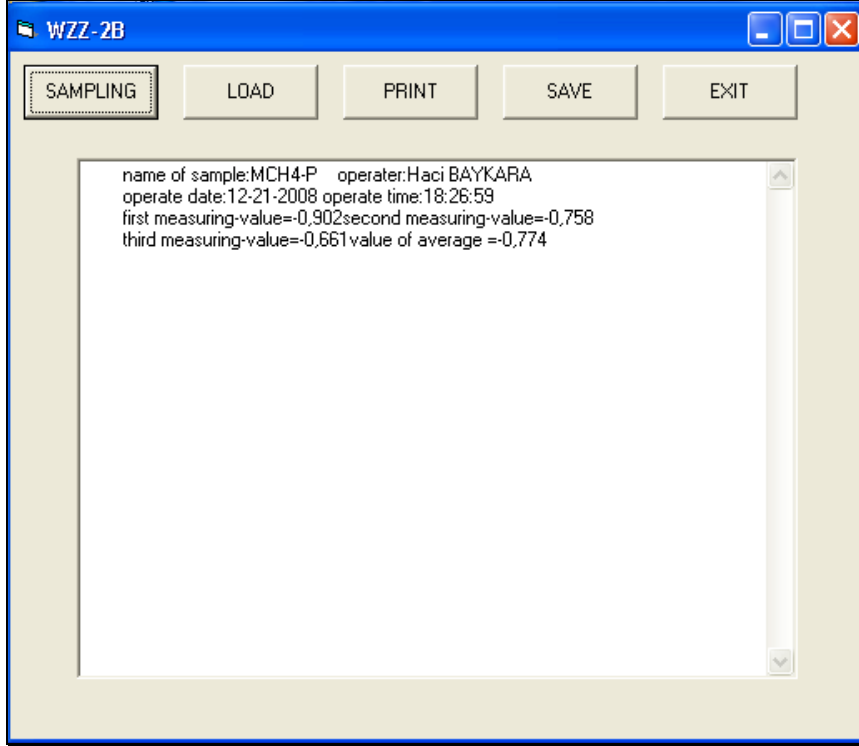 WZZ-2B
SAMPLING LOAD PRINT SAVE EXIT
name of sample:MCH4-P operater:Haci BAYKARA
operate date:12-21-2008 operate time:18:26:59
first measuring-value=-0,902second measuring-value=-0,758
third measuring-value=-0,661value of average =-0,774